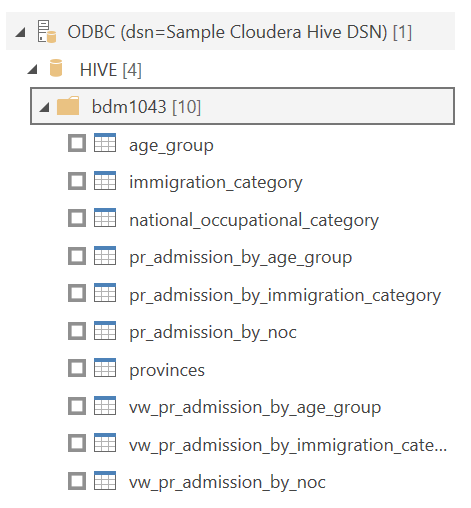 ODBC (dsn=Sample Cloudera Hive DSN) [1]
HIVE [4]
bdm1043 [10]
age_group
immigration_category
national_occupational_category
pr_admission_by_age_group
pr_admission_by_immigration_category
pr_admission_by_noc
provinces
vw_pr_admission_by_age_group
vw_pr_admission_by_immigration_cate...
vw_pr_admission_by_noc